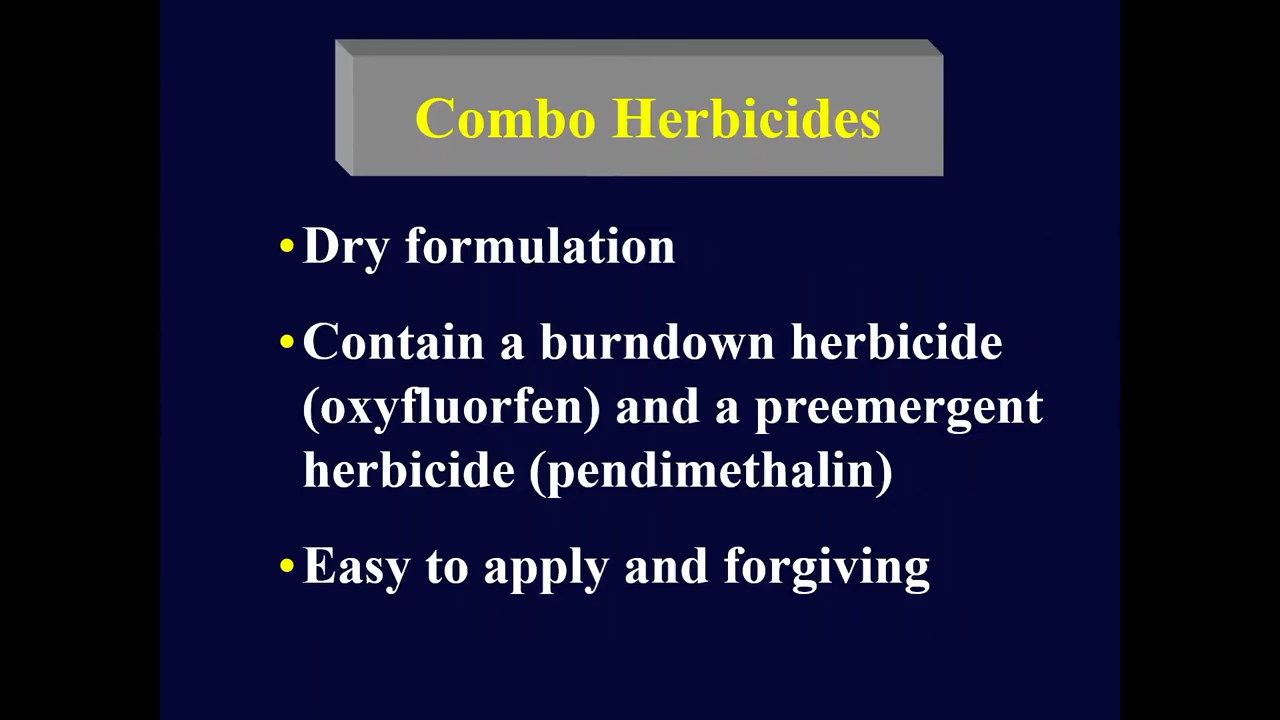 Combo Herbicides
•Dry formulation
•Contain a burndown herbicide
(oxyfluorfen) and a preemergent
herbicide (pendimethalin)
•Easy to apply and forgiving